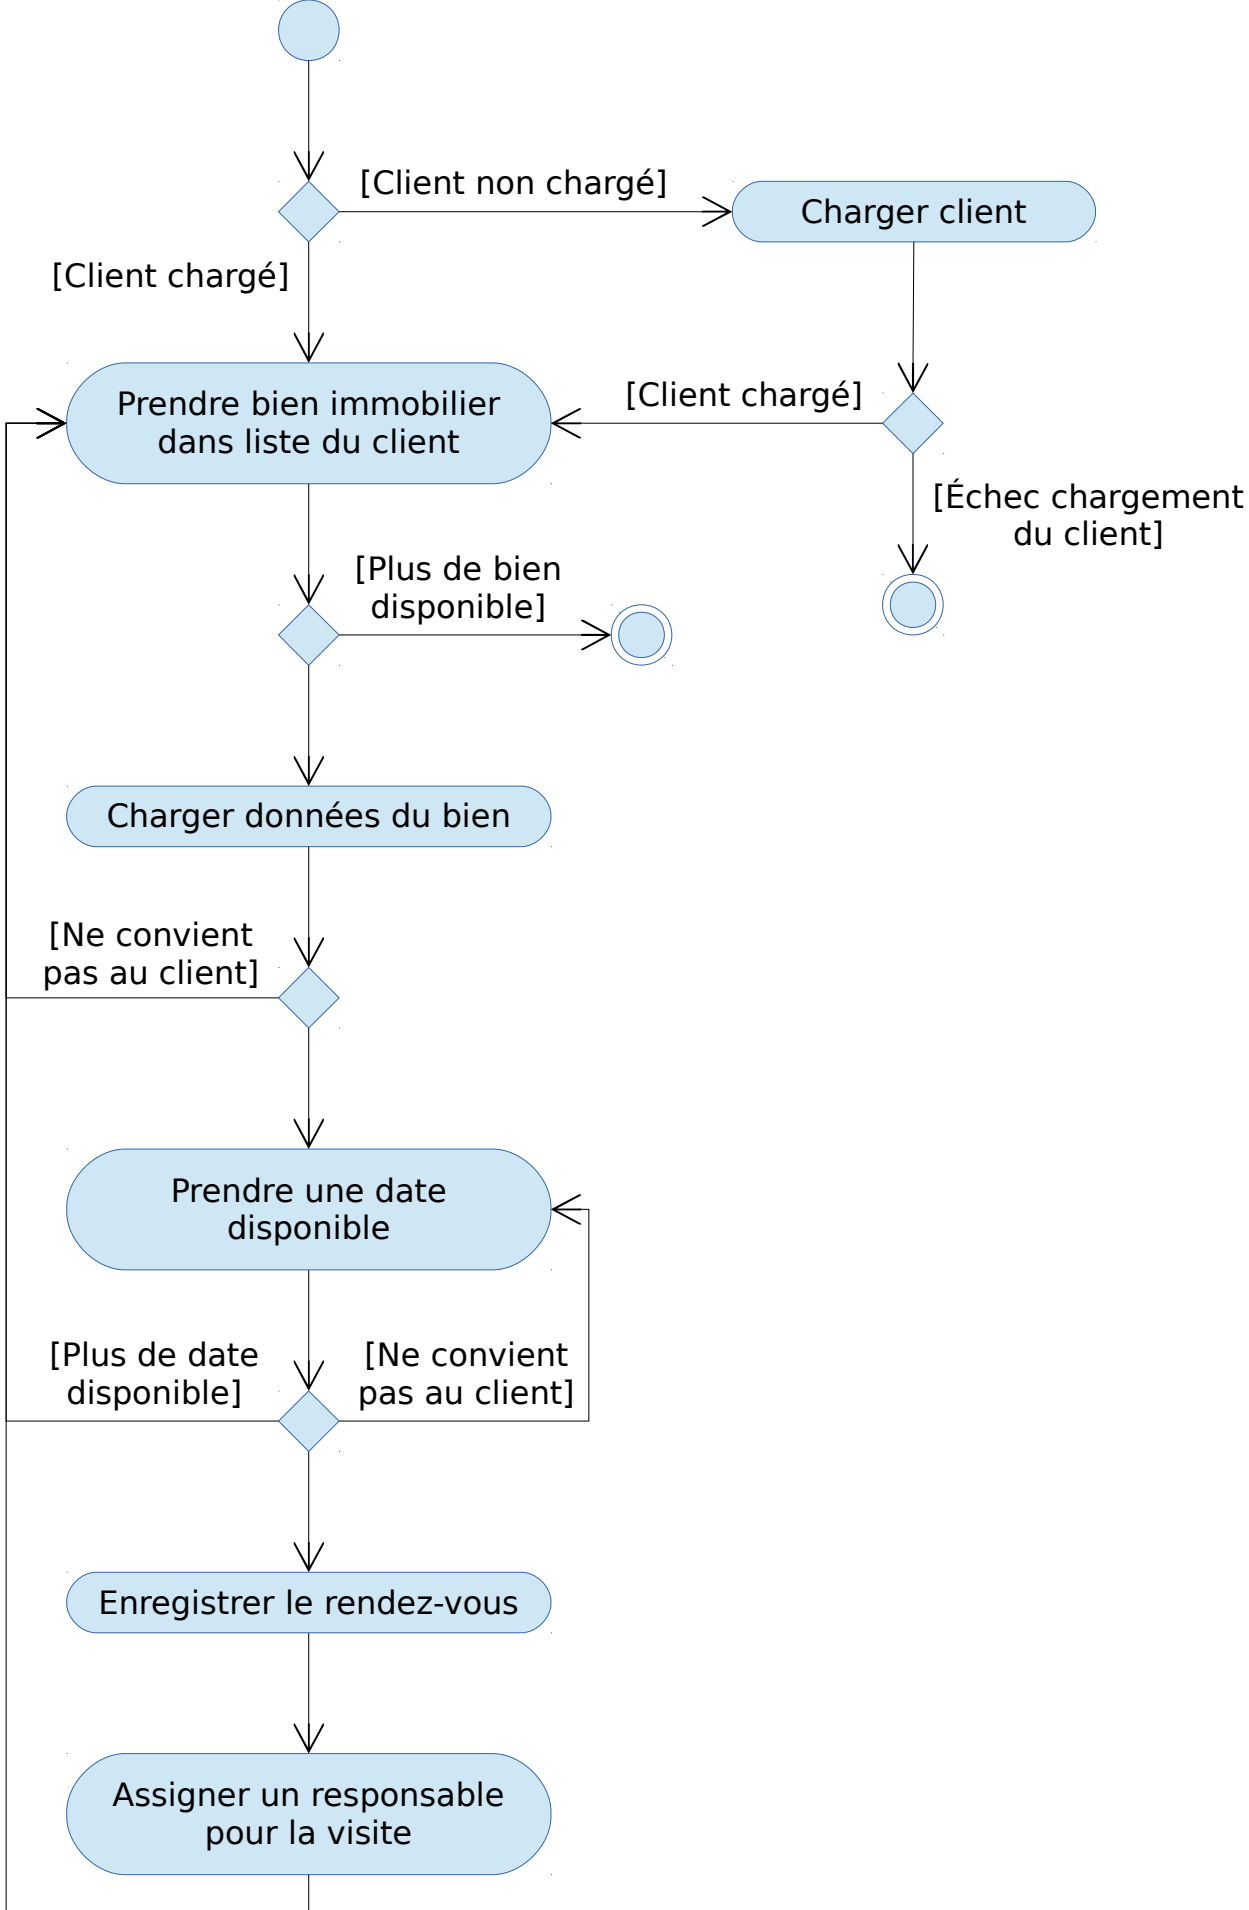 [Client non chargé]
Charger client
[Client chargé]
Prendre bien immobilier
dans liste du client
[Client chargé]
[Échec chargement
du client]
[Plus de bien
disponible]
Charger données du bien
[Ne convient
pas au client]
Prendre une date
disponible
[Plus de date
disponible]
[Ne convient
pas au client]
Enregistrer le rendez-vous
Assigner un responsable
pour la visite